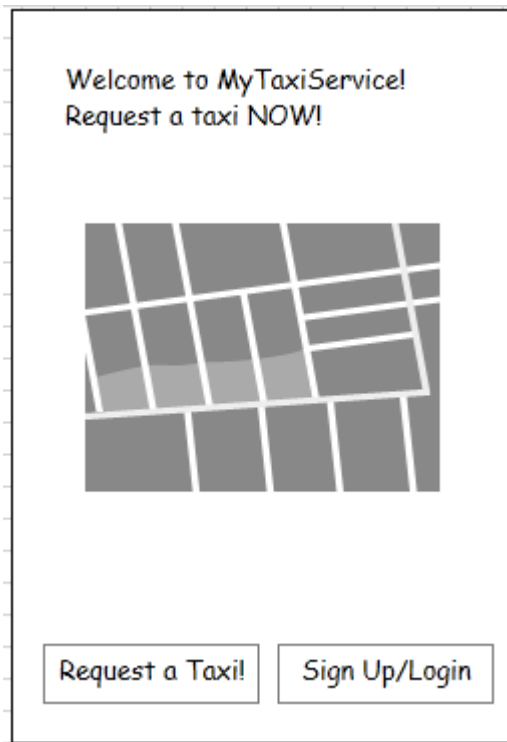 Welcome to MyTaxiService!
Request a taxi NOW!
Request a Taxi!
Sign Up/Login